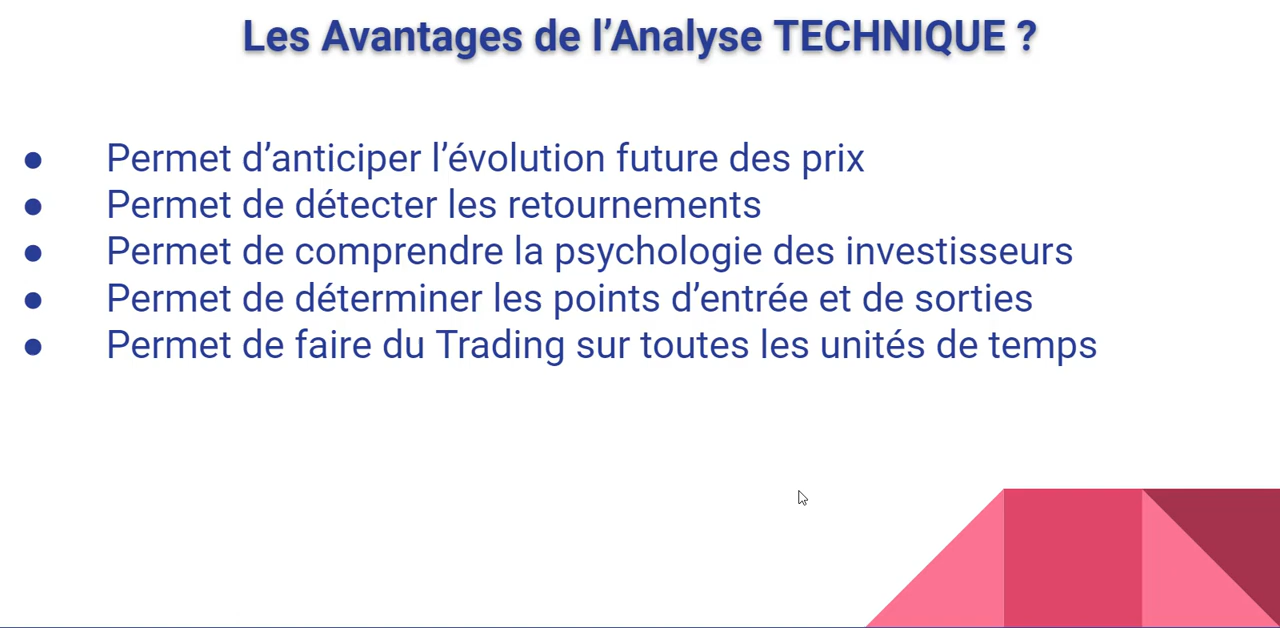 Les Avantages de l’Analyse TECHNIQUE ?
● Permet d’anticiper l’évolution future des prix
● Permet de détecter les retournements
● Permet de comprendre la psychologie des investisseurs
● Permet de déterminer les points d’entrée et de sorties
● Permet de faire du Trading sur toutes les unités de temps